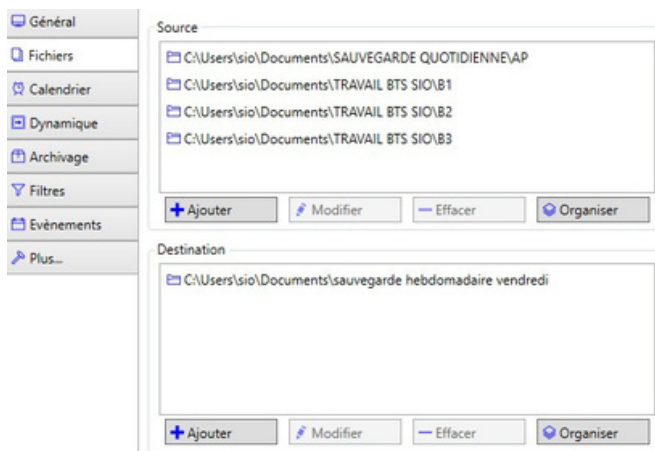 Général
Fichiers
Calendrier
Dynamique
Archivage
Filtres
Evènements
Plus...
Source
C:\Users\sio\Documents\SAUVEGARDE QUOTIDIENNE\AP
C:\Users\sio\Documents\TRAVAIL BTS SIO\B1
C:\Users\sio\Documents\TRAVAIL BTS SIO\B2
C:\Users\sio\Documents\TRAVAIL BTS SIO\B3
Ajouter Modifier Effacer Organiser
Destination
C:\Users\sio\Documents\sauvegarde hebdomadaire vendredi
Ajouter Modifier Effacer Organiser